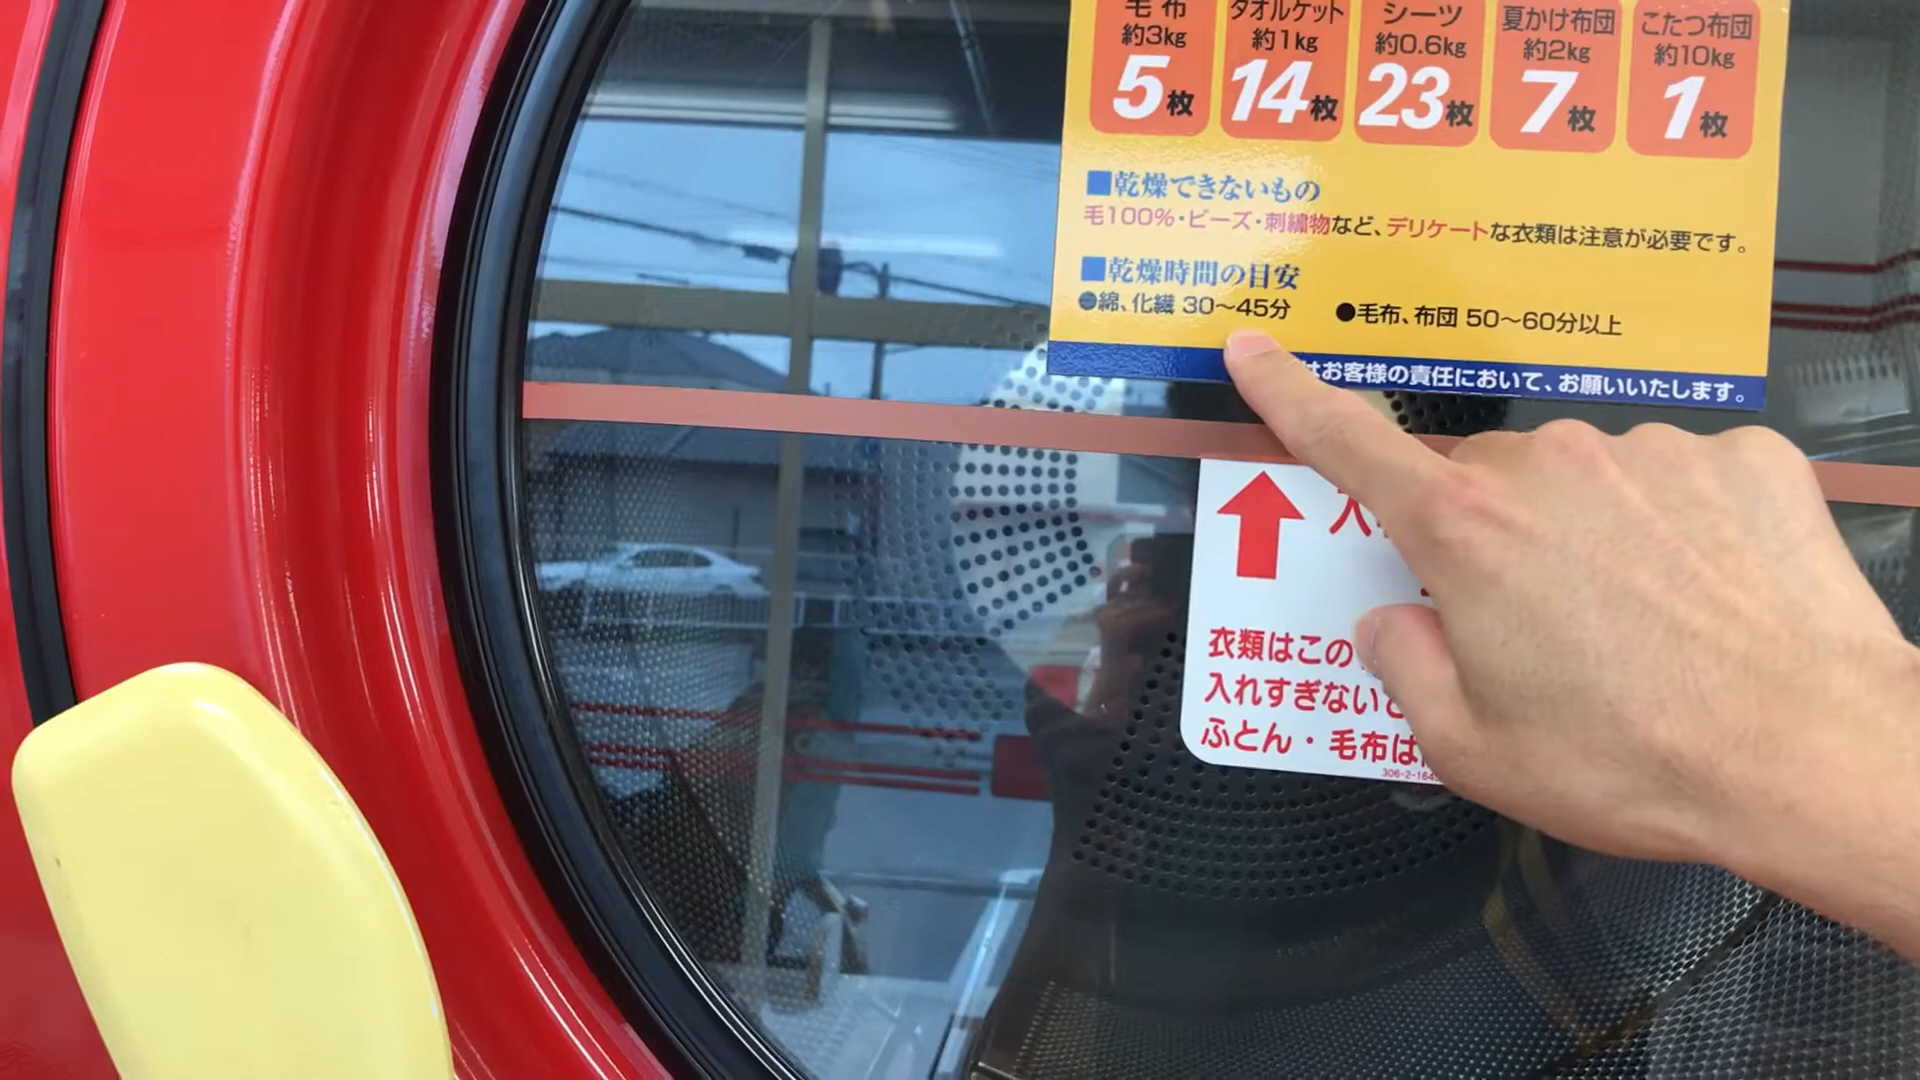 毛布 タオルケット シーツ 夏かけ布団 こたつ布団
約3kg 約1kg 約0.6kg 約2kg 約10kg
5枚 14枚 23枚 7枚 1枚
■乾燥できないもの
毛100%・ビーズ・刺繍物など、デリケートな衣類は注意が必要です。
■乾燥時間の目安
●綿、化繊 30〜45分 ●毛布、布団 50〜60分以上
はお客様の責任において、お願いいたします。
入
衣類はこの
入れすぎないで
ふとん・毛布は